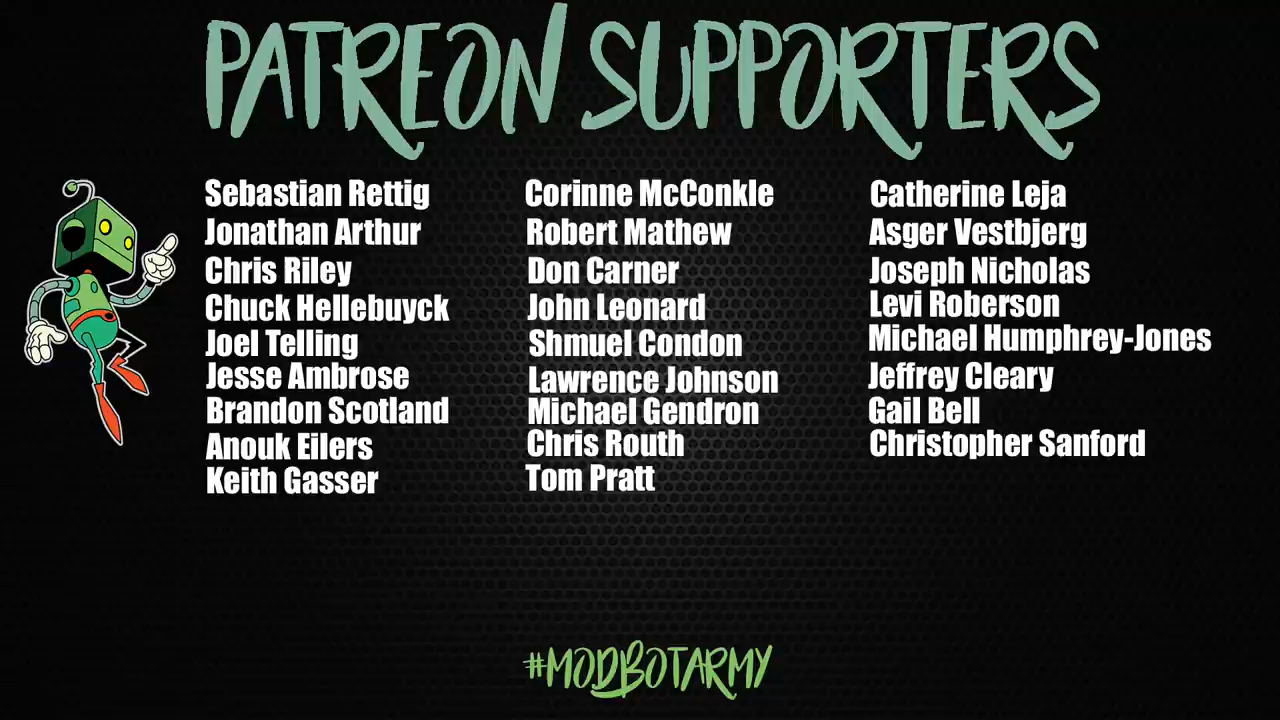 PATREON SUPPORTERS
Sebastian Rettig
Jonathan Arthur
Chris Riley
Chuck Hellebuyck
Joel Telling
Jesse Ambrose
Brandon Scotland
Anouk Eilers
Keith Gasser
Corinne McConkle
Robert Mathew
Don Carner
John Leonard
Shmuel Condon
Lawrence Johnson
Michael Gendron
Chris Routh
Tom Pratt
Catherine Leja
Asger Vestbjerg
Joseph Nicholas
Levi Roberson
Michael Humphrey-Jones
Jeffrey Cleary
Gail Bell
Christopher Sanford
#MODBOTARMY